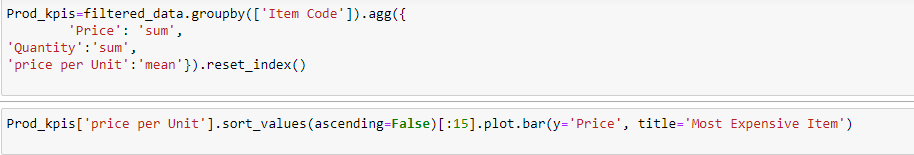 Prod_kpis=filtered_data.groupby(['Item Code']).agg({
        'Price': 'sum',
'Quantity':'sum',
'price per Unit':'mean'}).reset_index()
Prod_kpis['price per Unit'].sort_values(ascending=False)[:15].plot.bar(y='Price', title='Most Expensive Item')